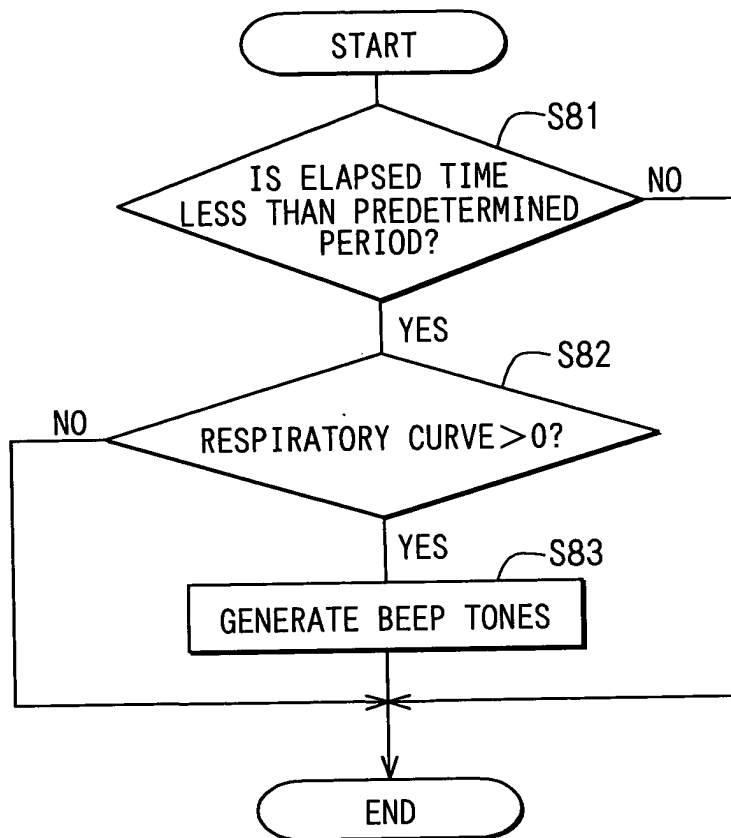 START
S81
IS ELAPSED TIME
LESS THAN PREDETERMINED
PERIOD?
NO
YES
S82
NO
RESPIRATORY CURVE>0?
YES
S83
GENERATE BEEP TONES
END